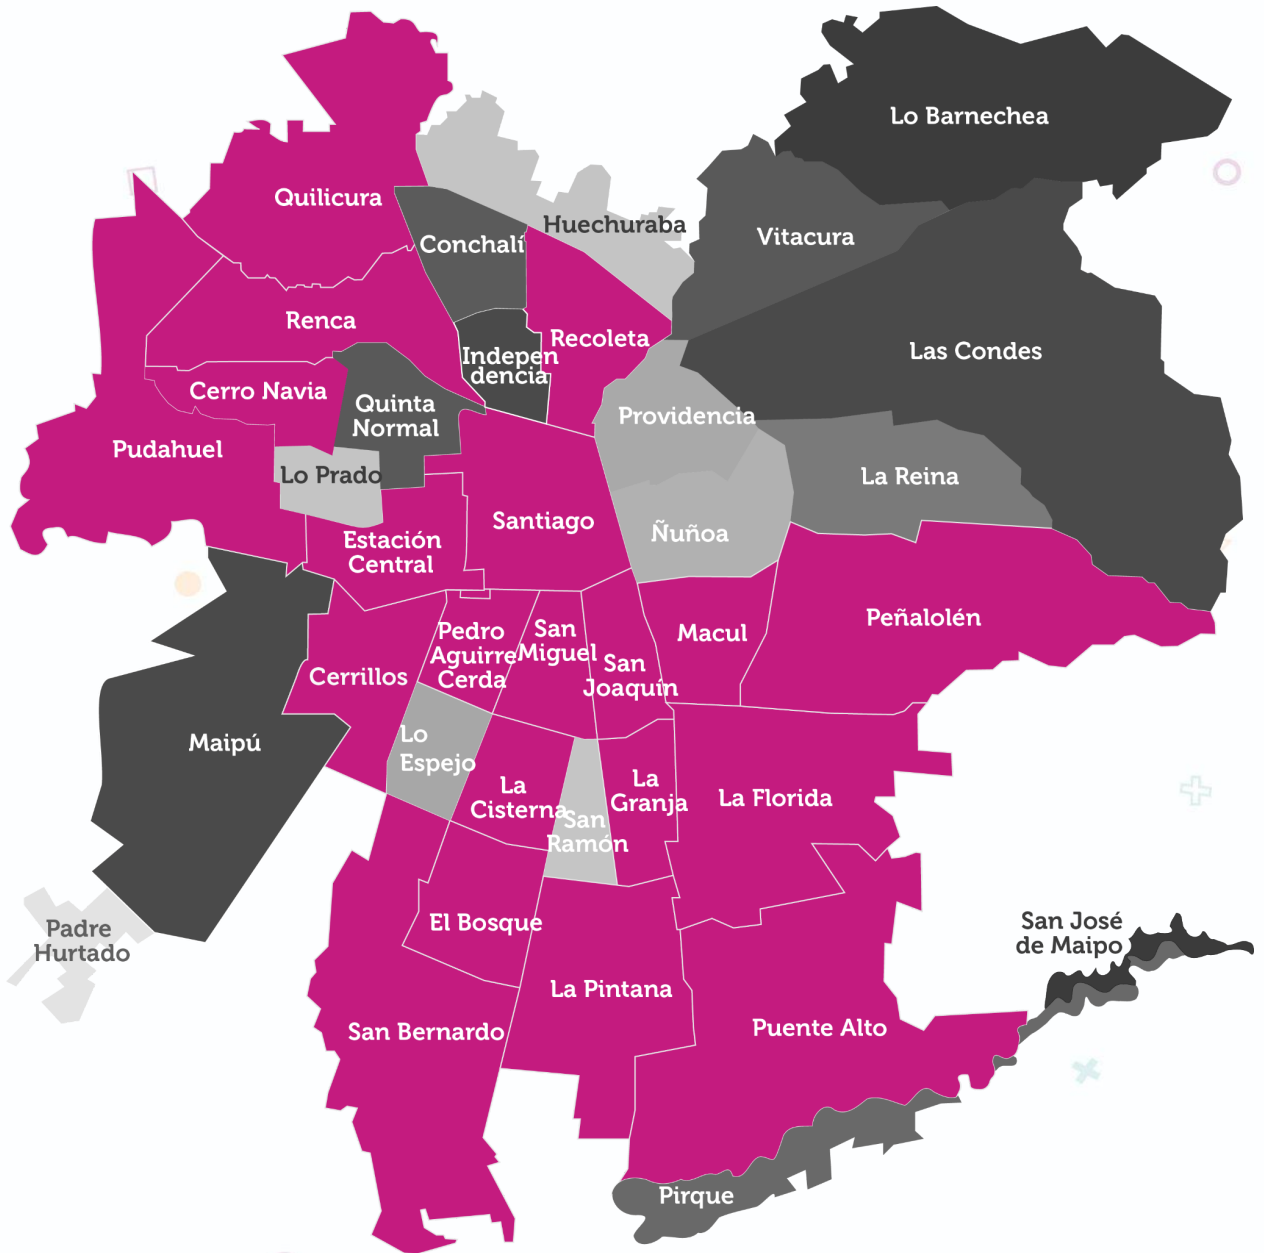 Lo Barnechea
Quilicura
Huechuraba
Conchalí
Vitacura
Renca
Recoleta
Indepen
dencia
Las Condes
Cerro Navia
Quinta
Normal
Providencia
Pudahuel
Lo Prado
La Reina
Santiago
Ñuñoa
Estación
Central
Peñalolén
Pedro
Aguirre
Cerda
San
Miguel
Macul
San
Joaquín
Cerrillos
Maipú
Lo
Espejo
La
Cisterna
La
Granja
La Florida
San
Ramón
El Bosque
Padre
Hurtado
San José
de Maipo
La Pintana
San Bernardo
Puente Alto
Pirque